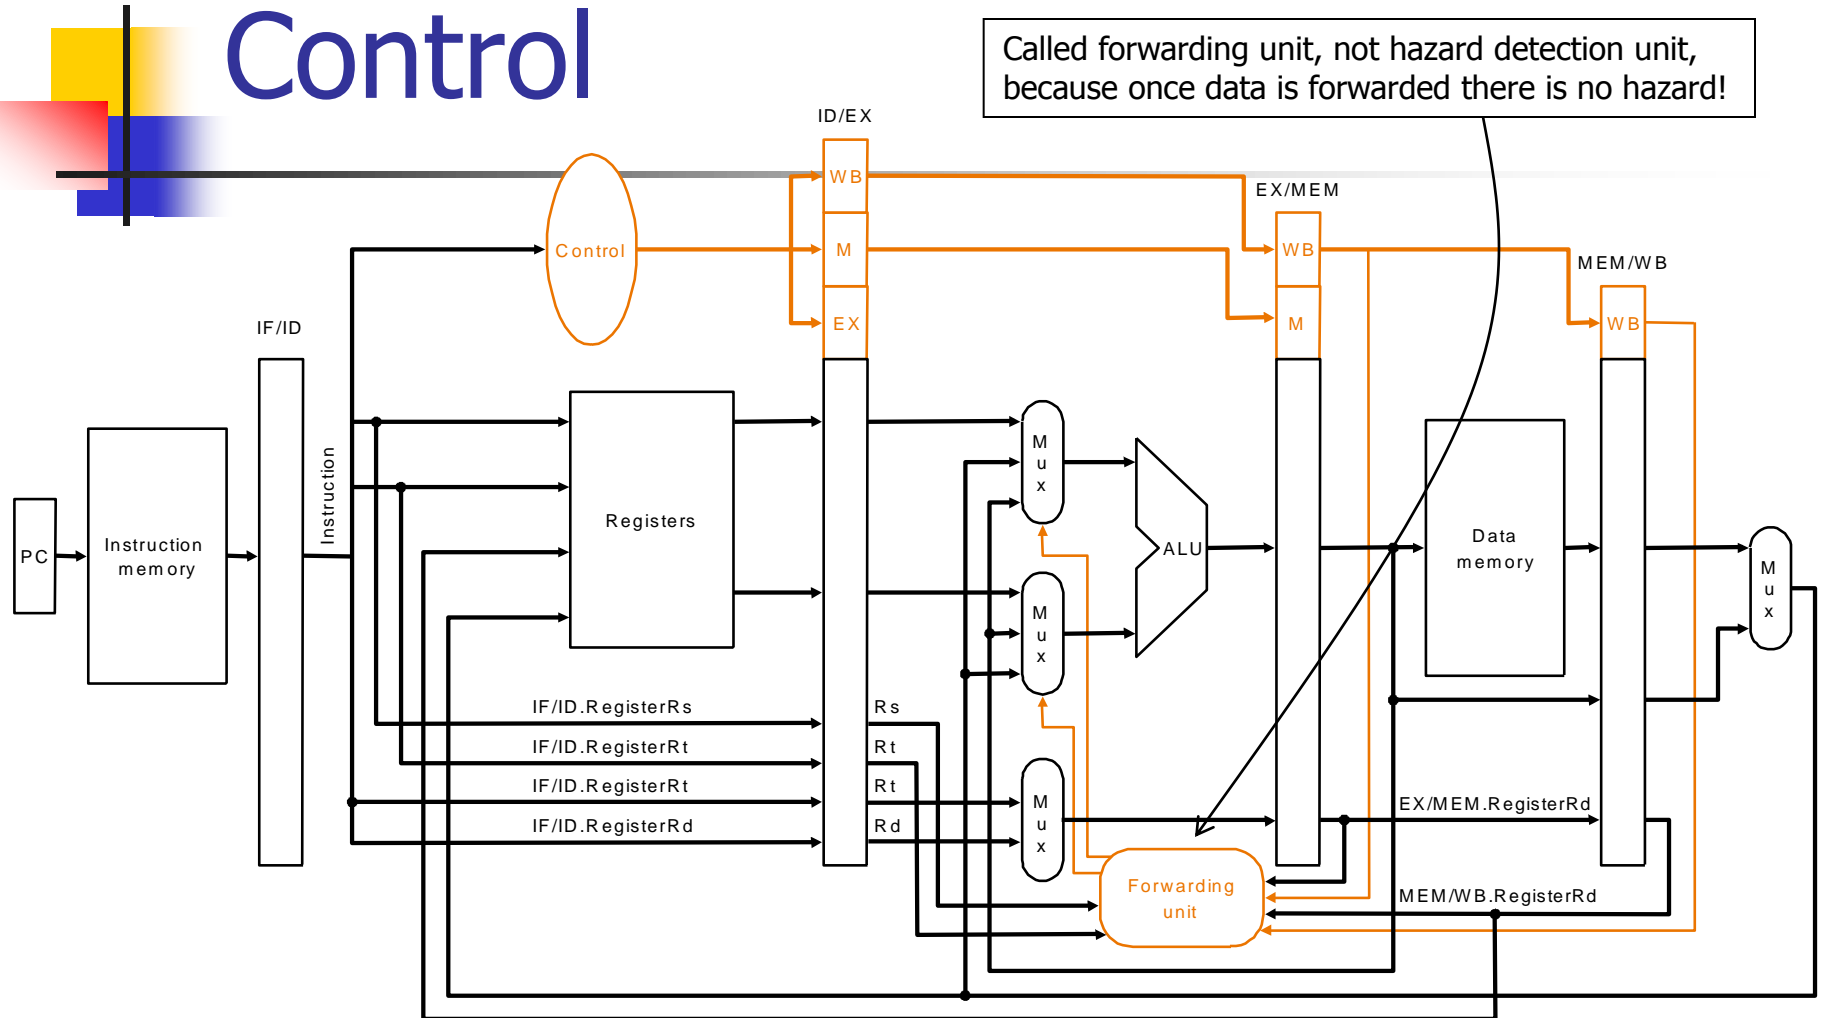 Control
Called forwarding unit, not hazard detection unit,
because once data is forwarded there is no hazard!
ID/EX
WB
EX/MEM
Control
M
WB
MEM/WB
IF/ID
EX
M
WB
Instruction
PC
Instruction
memory
Registers
M
u
x
M
u
x
ALU
Data
memory
M
u
x
IF/ID.RegisterRs
Rs
IF/ID.RegisterRt
Rt
IF/ID.RegisterRt
Rt
IF/ID.RegisterRd
Rd
M
u
x
EX/MEM.RegisterRd
Forwarding
unit
MEM/WB.RegisterRd